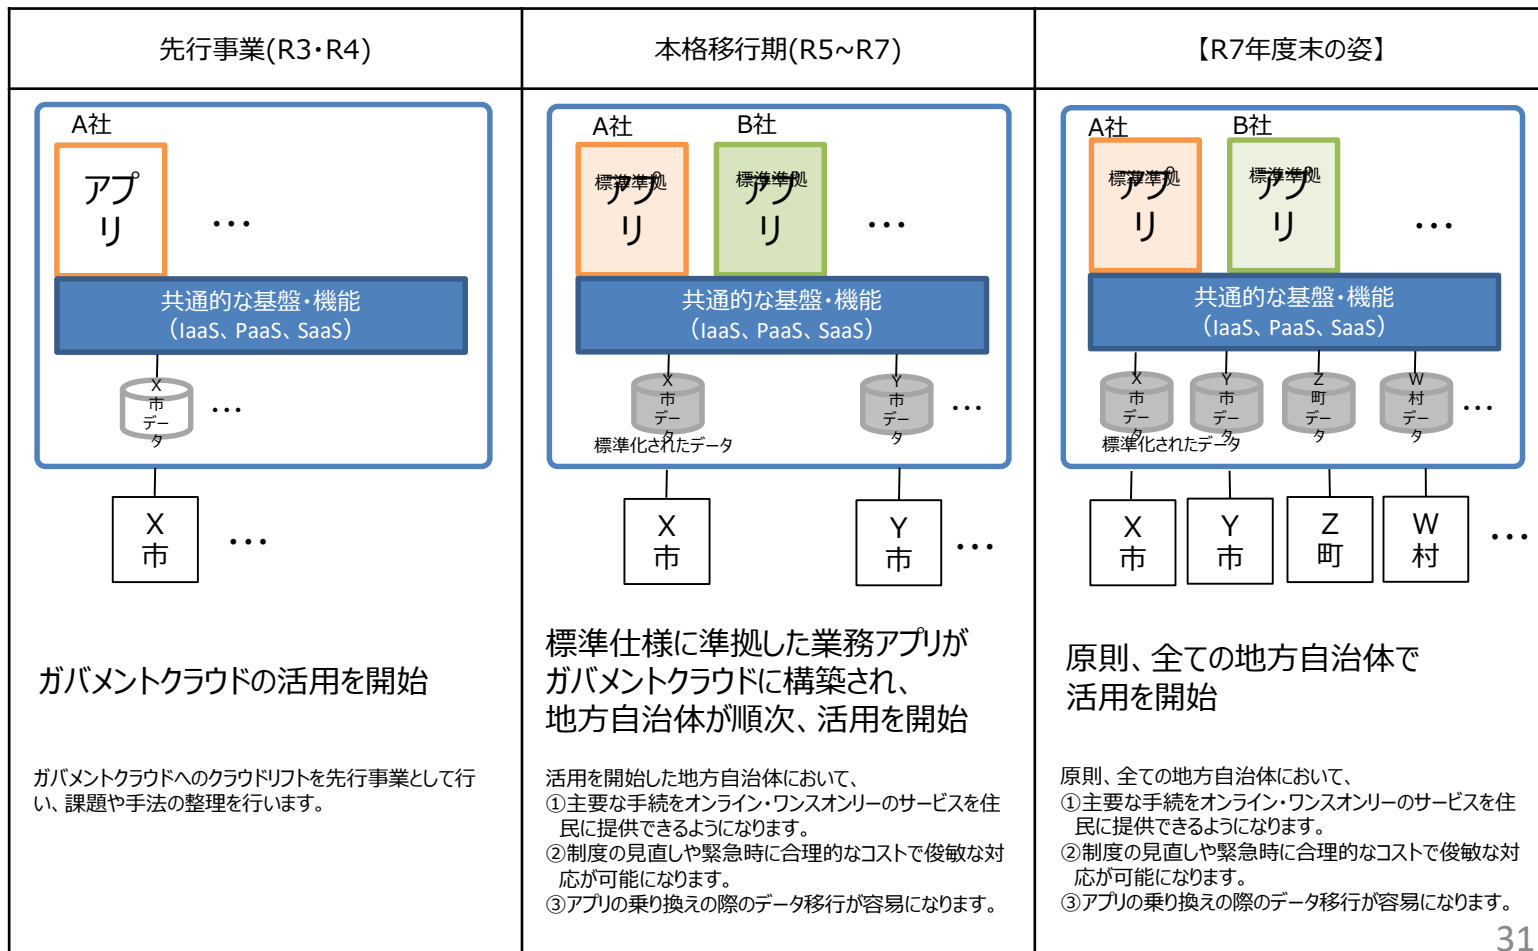 先行事業(R3・R4)
A社
アプ
リ
…
共通的な基盤・機能
（IaaS、PaaS、SaaS）
X
市
デー
タ
…
X
市
…
ガバメントクラウドの活用を開始
ガバメントクラウドへのクラウドリフトを先行事業として行
い、課題や手法の整理を行います。
本格移行期(R5~R7)
A社
B社
標準準拠
アプ
リ
標準準拠
アプ
リ
…
共通的な基盤・機能
（IaaS、PaaS、SaaS）
X
市
デー
タ
Y
市
デー
タ
…
標準化されたデータ
X
市
Y
市
…
標準仕様に準拠した業務アプリが
ガバメントクラウドに構築され、
地方自治体が順次、活用を開始
活用を開始した地方自治体において、
①主要な手続をオンライン・ワンスオンリーのサービスを住
民に提供できるようになります。
②制度の見直しや緊急時に合理的なコストで俊敏な対
応が可能になります。
③アプリの乗り換えの際のデータ移行が容易になります。
【R7年度末の姿】
A社
B社
標準準拠
アプ
リ
標準準拠
アプ
リ
…
共通的な基盤・機能
（IaaS、PaaS、SaaS）
X
市
デー
タ
Y
市
デー
タ
Z
町
デー
タ
W
村
デー
タ
…
標準化されたデータ
X
市
Y
市
Z
町
W
村
…
原則、全ての地方自治体で
活用を開始
原則、全ての地方自治体において、
①主要な手続をオンライン・ワンスオンリーのサービスを住
民に提供できるようになります。
②制度の見直しや緊急時に合理的なコストで俊敏な対
応が可能になります。
③アプリの乗り換えの際のデータ移行が容易になります。
31